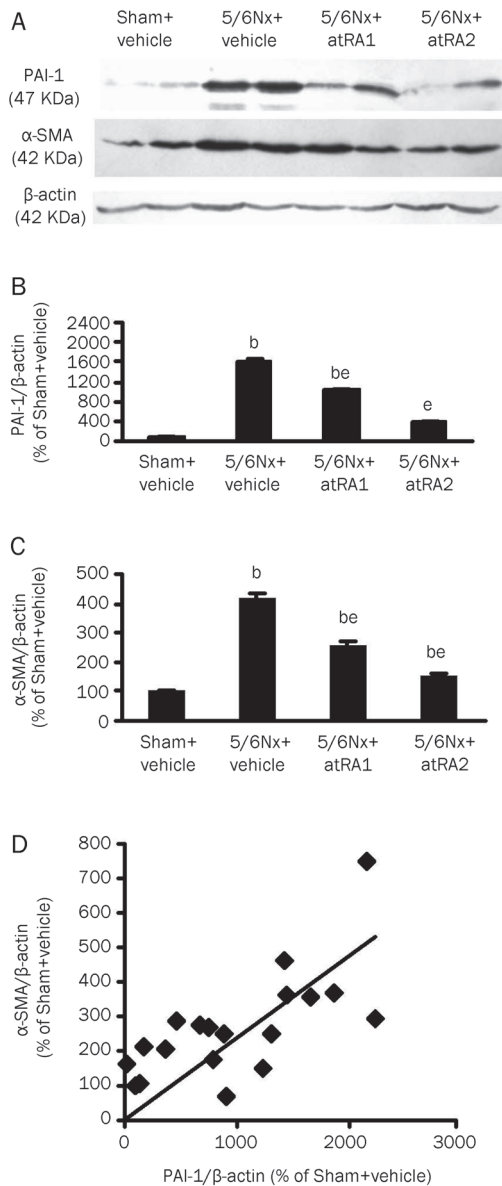 A
Sham+ 5/6Nx+ 5/6Nx+ 5/6Nx+
vehicle vehicle atRA1 atRA2
PAI-1
(47 KDa)
α-SMA
(42 KDa)
β-actin
(42 KDa)
B
PAI-1/β-actin
(% of Sham+vehicle)
2400
2000
1600
1200
800
400
0
b
be
e
Sham+ 5/6Nx+ 5/6Nx+ 5/6Nx+
vehicle vehicle atRA1 atRA2
C
α-SMA/β-actin
(% of Sham+vehicle)
500
400
300
200
100
0
b
be
be
Sham+ 5/6Nx+ 5/6Nx+ 5/6Nx+
vehicle vehicle atRA1 atRA2
D
α-SMA/β-actin
(% of Sham+vehicle)
800
700
600
500
400
300
200
100
0
0 1000 2000 3000
PAI-1/β-actin (% of Sham+vehicle)